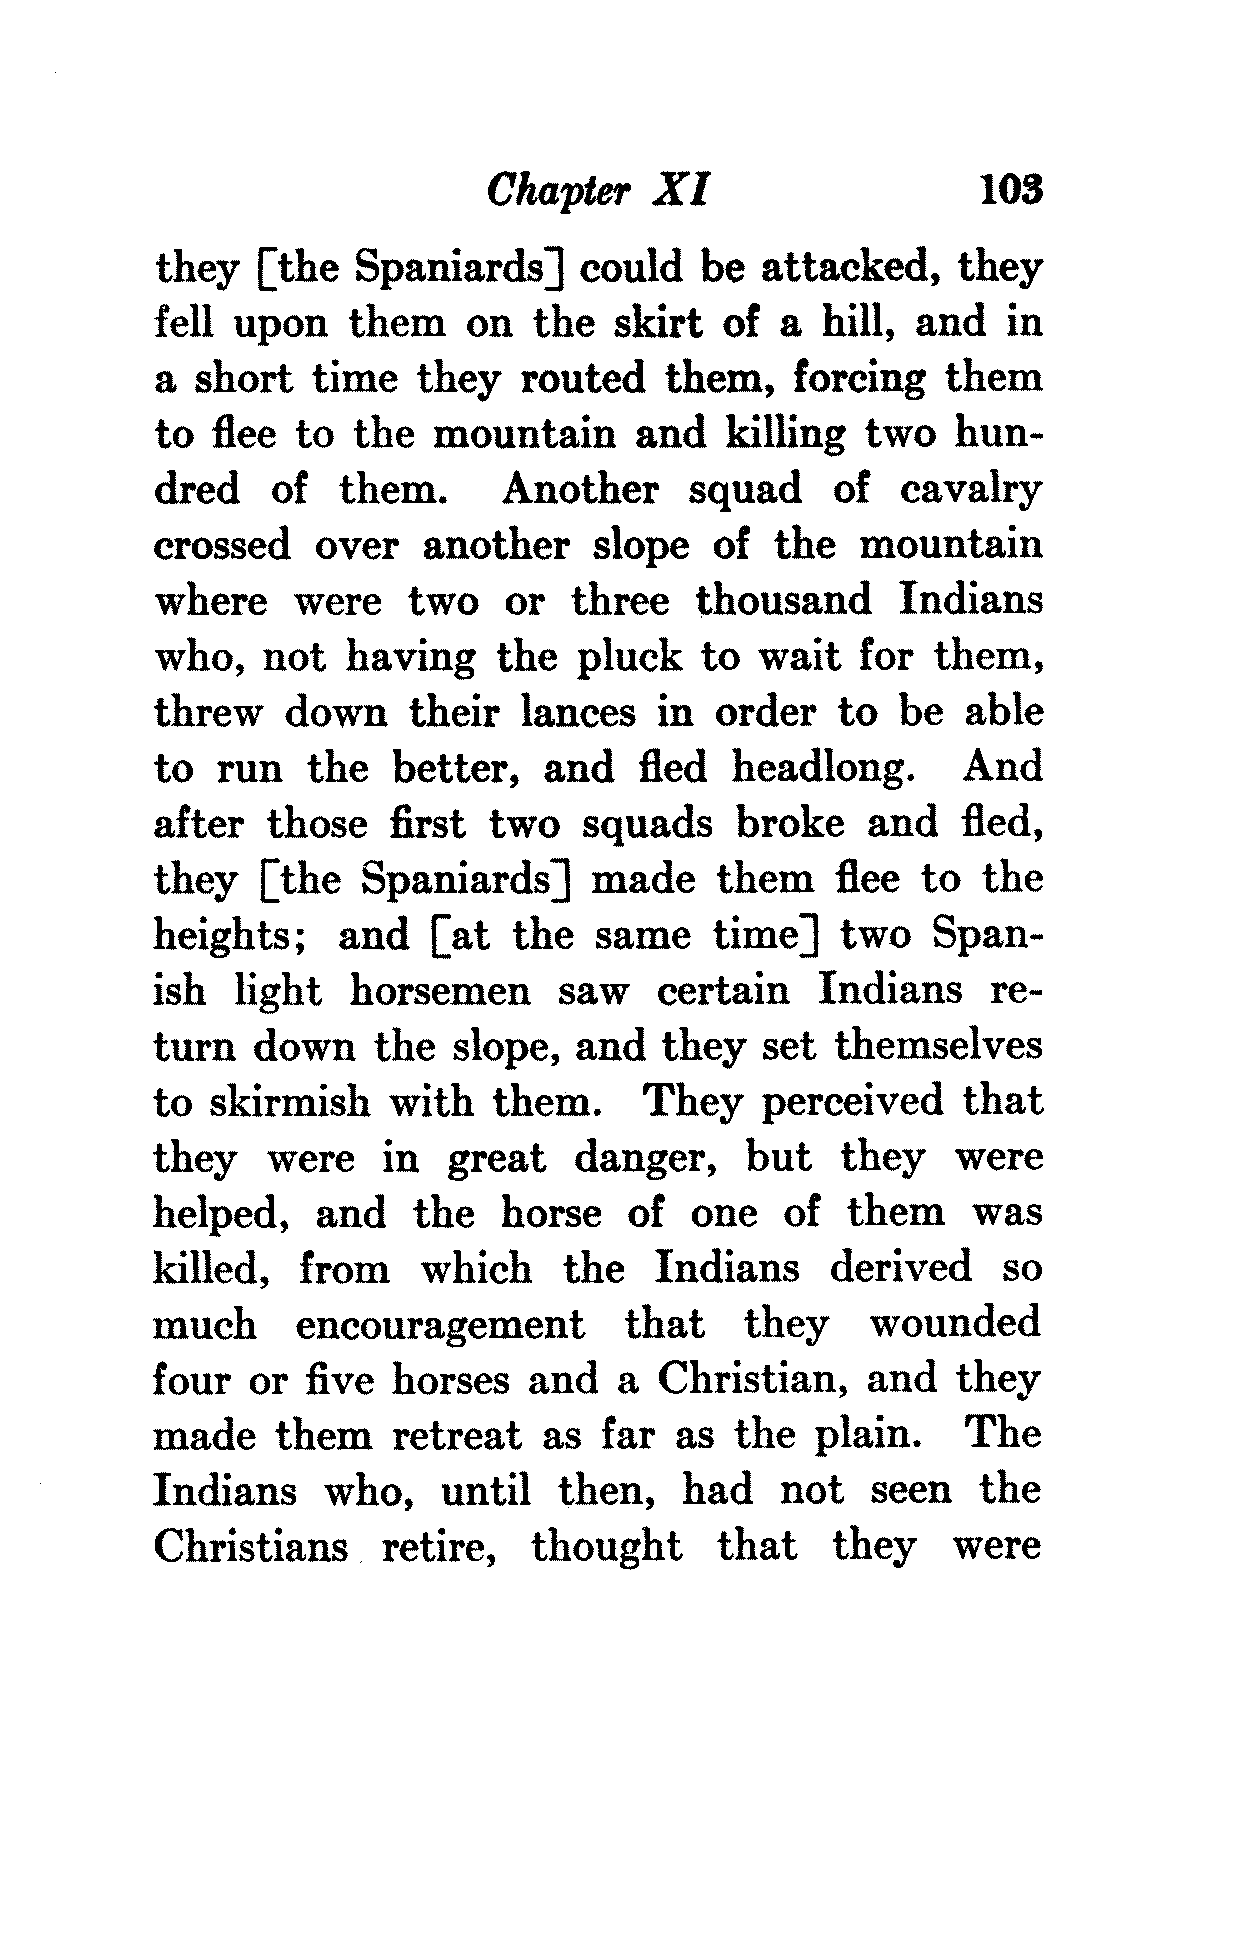 Chapter XI 103
they [the Spaniards] could be attacked, they
fell upon them on the skirt of a hill, and in
a short time they routed them, forcing them
to flee to the mountain and killing two hun-
dred of them. Another squad of cavalry
crossed over another slope of the mountain
where were two or three thousand Indians
who, not having the pluck to wait for them,
threw down their lances in order to be able
to run the better, and fled headlong. And
after those first two squads broke and fled,
they [the Spaniards] made them flee to the
heights; and [at the same time] two Span-
ish light horsemen saw certain Indians re-
turn down the slope, and they set themselves
to skirmish with them. They perceived that
they were in great danger, but they were
helped, and the horse of one of them was
killed, from which the Indians derived so
much encouragement that they wounded
four or five horses and a Christian, and they
made them retreat as far as the plain. The
Indians who, until then, had not seen the
Christians retire, thought that they were